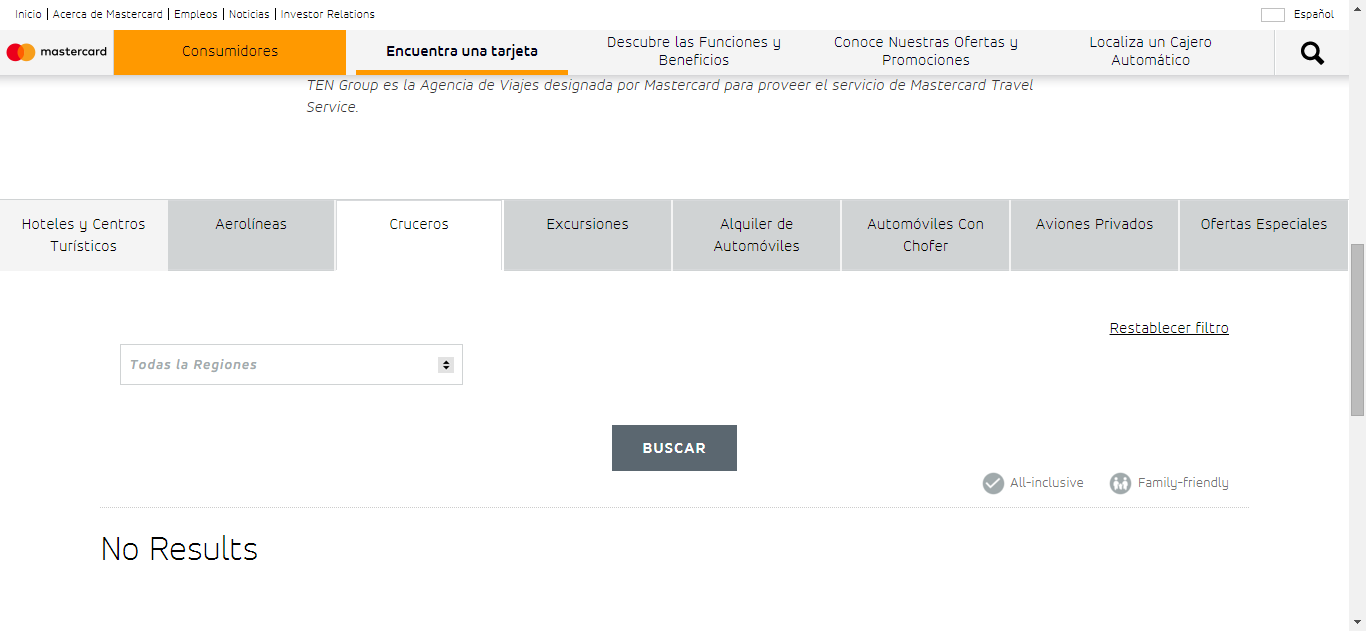 Inicio | Acerca de Mastercard | Empleos | Noticias | Investor Relations
Español
mastercard
Consumidores
Encuentra una tarjeta
Descubre las Funciones y
Beneficios
Conoce Nuestras Ofertas y
Promociones
Localiza un Cajero
Automático
TEN Group es la Agencia de Viajes designada por Mastercard para proveer el servicio de Mastercard Travel
Service.
Hoteles y Centros
Turísticos
Aerolíneas
Cruceros
Excursiones
Alquiler de
Automóviles
Automóviles Con
Chofer
Aviones Privados
Ofertas Especiales
Restablecer filtro
Todas la Regiones
BUSCAR
All-inclusive
Family-friendly
No Results